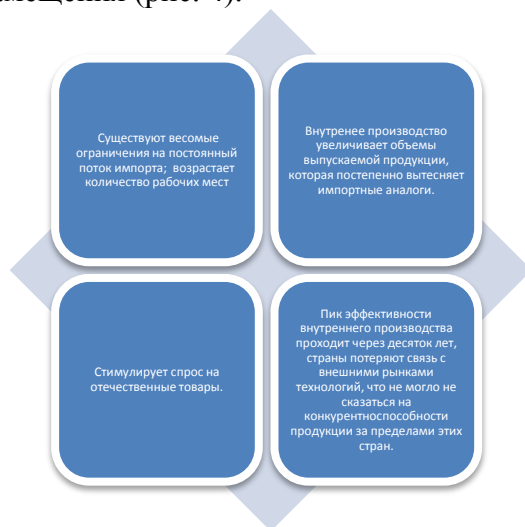 (рис. 4).
Существуют весомые
ограничения на постоянный
поток импорта; возрастает
количество рабочих мест
Внутренее производство
увеличивает объемы
выпускаемой продукции,
которая постепенно вытесняет
импортные аналоги.
Стимулирует спрос на
отечественные товары.
Пик эффективности
внутреннего производства
проходит через десяток лет,
страны потеряют связь с
внешними рынками
технологий, что не могло не
сказаться на
конкурентноспособности
продукции за пределами этих
стран.